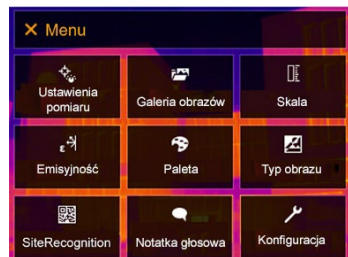 Menu
Ustawienia
pomiaru
Galeria obrazów
Skala
Emisyjność
Paleta
Typ obrazu
SiteRecognition
Notatka głosowa
Konfiguracja